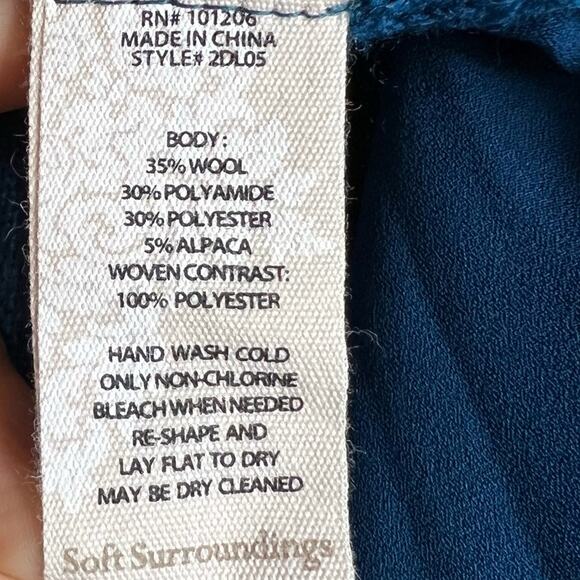 RN# 101206
MADE IN CHINA
STYLE# 2DL05
BODY:
35% WOOL
30% POLYAMIDE
30% POLYESTER
5% ALPACA
WOVEN CONTRAST:
100% POLYESTER
HAND WASH COLD
ONLY NON-CHLORINE
BLEACH WHEN NEEDED
RE-SHAPE AND
LAY FLAT TO DRY
MAY BE DRY CLEANED
Soft Surroundings